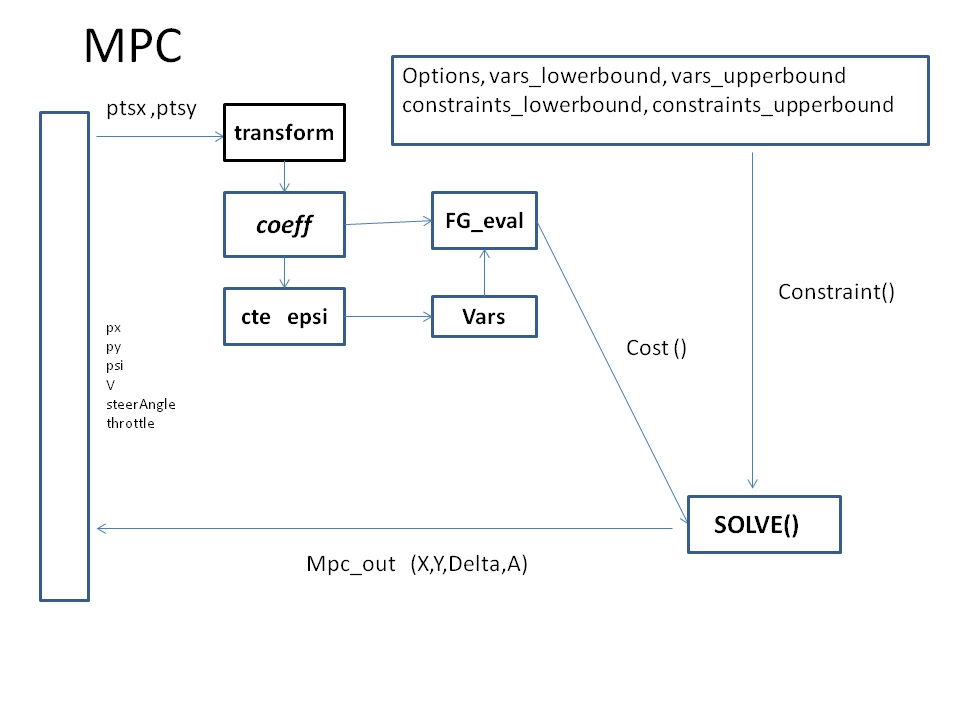 MPC
Options, vars_lowerbound, vars_upperbound
constraints_lowerbound, constraints_upperbound
ptsx ,ptsy
transform
coeff
FG_eval
cte epsi
Vars
Constraint()
px
py
psi
V
steerAngle
throttle
Cost ()
SOLVE()
Mpc_out (X,Y,Delta,A)